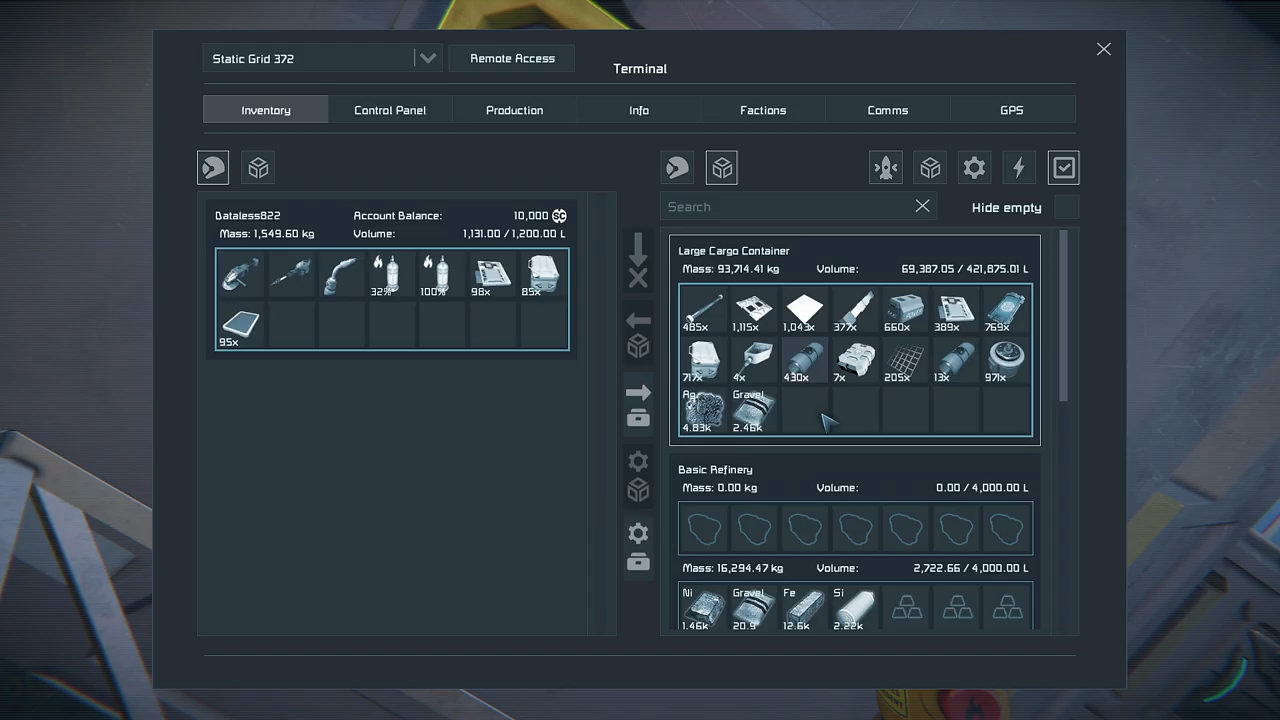 Static Grid 372
Remote Access
Terminal
Inventory
Control Panel
Production
Info
Factions
Comms
GPS
Dataless822
Account Balance:
10,000 SC
Mass: 1,549.60 kg
Volume:
1,131.00 / 1,200.00 L
32%
100%
98x
85x
95x
Search
Hide empty
Large Cargo Container
Mass: 93,714.41 kg
Volume:
69,387.05 / 421,875.01 L
485x
1,115x
1,043x
377x
660x
389x
769x
717x
4x
430x
7x
205x
13x
971x
Ag
Gravel
4.83k
2.46k
Basic Refinery
Mass: 0.00 kg
Volume:
0.00 / 4,000.00 L
Mass: 16,294.47 kg
Volume:
2,722.66 / 4,000.00 L
Ni
Gravel
Fe
Si
1.46k
20.9
12.6k
2.22k